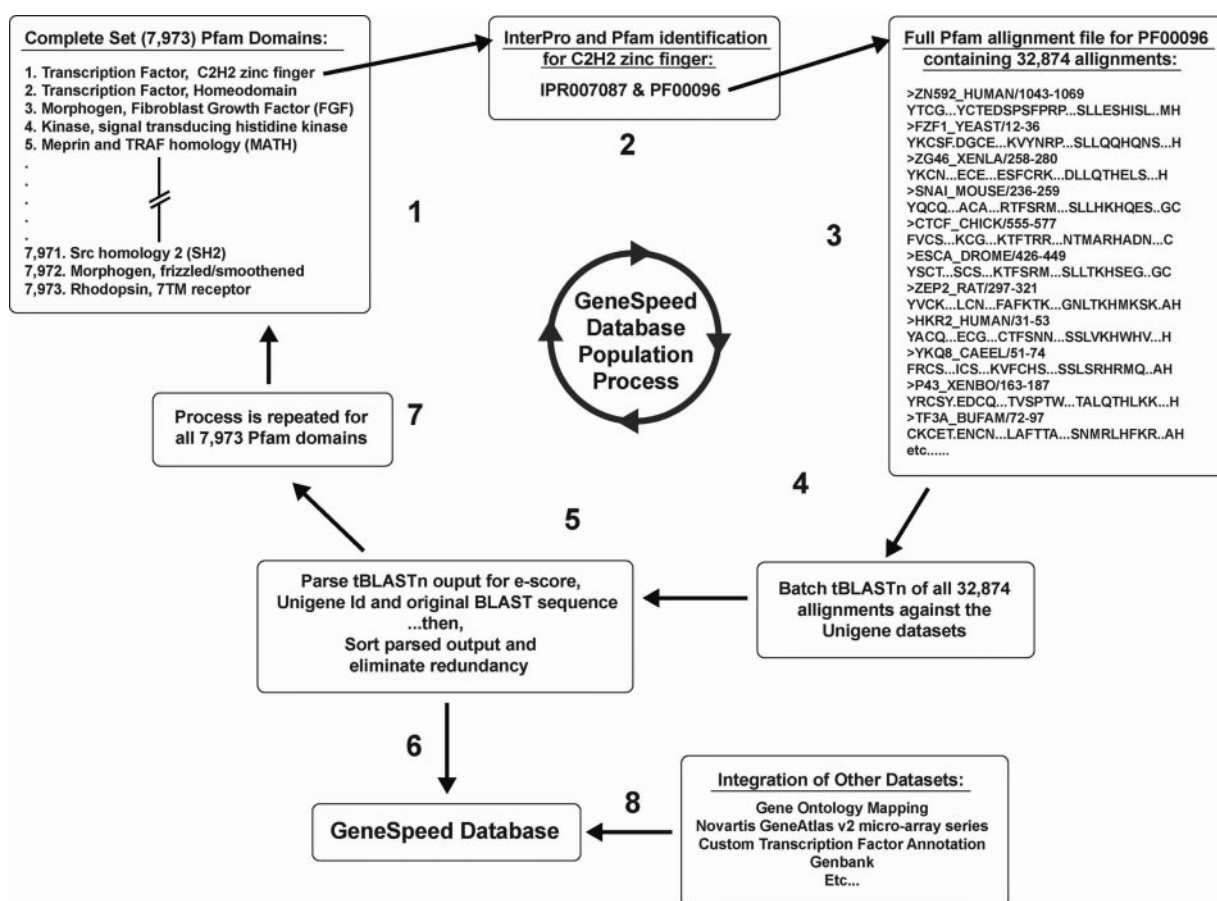 Complete Set (7,973) Pfam Domains:
1. Transcription Factor, C2H2 zinc finger
2. Transcription Factor, Homeodomain
3. Morphogen, Fibroblast Growth Factor (FGF)
4. Kinase, signal transducing histidine kinase
5. Meprin and TRAF homology (MATH)
.
.
.
.
.
7,971. Src homology 2 (SH2)
7,972. Morphogen, frizzled/smoothened
7,973. Rhodopsin, 7TM receptor
1
InterPro and Pfam identification
for C2H2 zinc finger:
IPR007087 & PF00096
2
Full Pfam allignment file for PF00096
containing 32,874 allignments:
>ZN592_HUMAN/1043-1069
YTCG...YCTEDSPSFPRP...SLLESHISL..MH
>FZF1_YEAST/12-36
YKCSF.DGCE...KVYNRP...SLLQQHQNS...H
>ZG46_XENLA/258-280
YKCN...ECE...ESFCRK...DLLQTHELS...H
>SNAI_MOUSE/236-259
YQCQ...ACA...RTFSRM...SLLHKHQES..GC
>CTCF_CHICK/555-577
FVCS...KCG...KTFTRR...NTMARHADN...C
>ESCA_DROME/426-449
YSCT...SCS...KTFSRM...SLLTKHSEG..GC
>ZEP2_RAT/297-321
YVCK...LCN...FAFKTK...GNLTKHMKSK.AH
>HKR2_HUMAN/31-53
YACQ...ECG...CTFSNN...SSLVKHWHV...H
>YKQ8_CAEEL/51-74
FRCS...ICS...KVFCHS...SSLSRHRMQ..AH
>P43_XENBO/163-187
YRCSY.EDCQ...TVSPTW...TALQTHLKK...H
>TF3A_BUFAM/72-97
CKCET.ENCN...LAFTTA...SNMRLHFKR..AH
etc......
3
GeneSpeed
Database
Population
Process
Process is repeated for
all 7,973 Pfam domains
7
4
5
Parse tBLASTn ouput for e-score,
Unigene Id and original BLAST sequence
...then,
Sort parsed output and
eliminate redundancy
Batch tBLASTn of all 32,874
allignments against the
Unigene datasets
6
GeneSpeed Database
8
Integration of Other Datasets:
Gene Ontology Mapping
Novartis GeneAtlas v2 micro-array series
Custom Transcription Factor Annotation
Genbank
Etc...